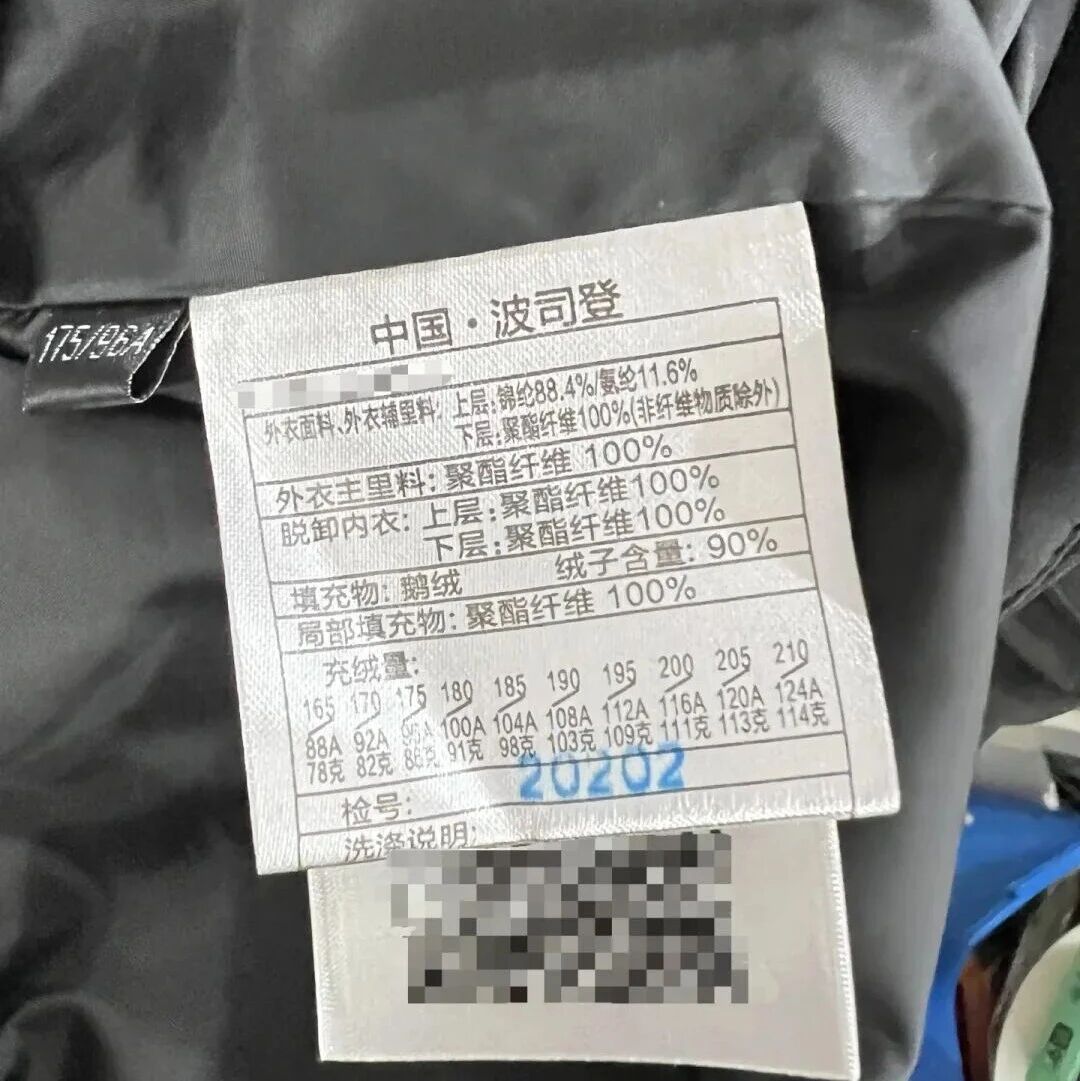 175/96A
中国·波司登
外衣面料、外衣辅里料: 上层:锦纶88.4%/氨纶11.6%
下层:聚酯纤维100%(非纤维物质除外)
外衣主里料:聚酯纤维 100%
脱卸内衣:上层:聚酯纤维100%
下层:聚酯纤维100%
填充物:鹅绒 绒子含量: 90%
局部填充物:聚酯纤维 100%
充绒量:
165 170 175 180 185 190 195 200 205 210
88A 92A 96A 100A 104A 108A 112A 116A 120A 124A
78克 82克 86克 91克 98克 103克 109克 111克 113克 114克
20202
检号:
洗涤说明: